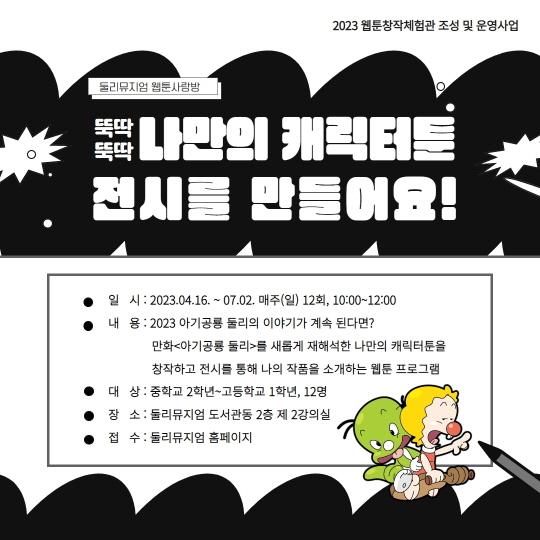 2023 웹툰창작체험관 조성 및 운영사업
둘리뮤지엄 웹툰사랑방
뚝딱
뚝딱 나만의 캐릭터툰
전시를 만들어요!
일 시 : 2023.04.16. ~ 07.02. 매주(일) 12회, 10:00~12:00
내 용 : 2023 아기공룡 둘리의 이야기가 계속 된다면?
만화<아기공룡 둘리>를 새롭게 재해석한 나만의 캐릭터툰을
창작하고 전시를 통해 나의 작품을 소개하는 웹툰 프로그램
대 상 : 중학교 2학년~고등학교 1학년, 12명
장 소 : 둘리뮤지엄 도서관동 2층 제 2강의실
접 수 : 둘리뮤지엄 홈페이지